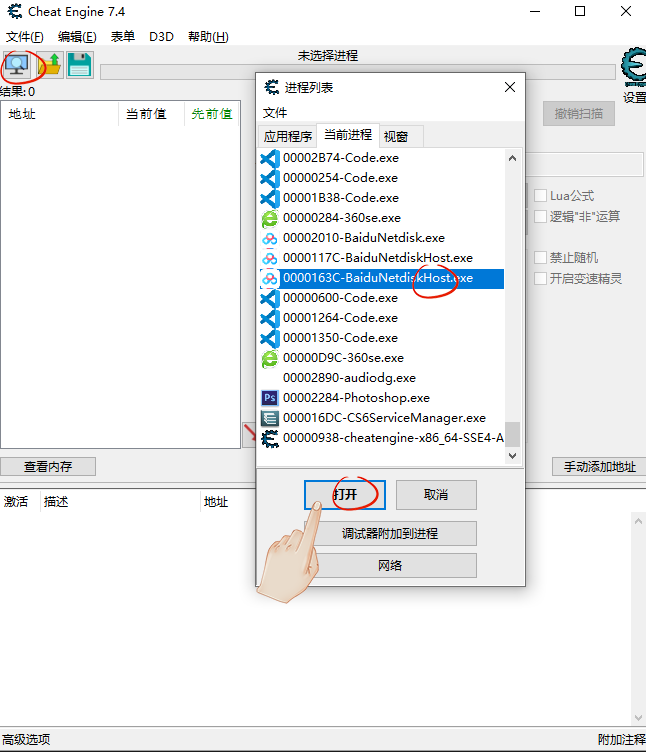 Cheat Engine 7.4
文件(F) 编辑(E) 表单 D3D 帮助(H)
未选择进程
结果: 0
设置
地址 当前值 先前值
撤销扫描
Lua公式
逻辑"非"运算
禁止随机
开启变速精灵
进程列表
文件
应用程序 当前进程 视窗
00002B74-Code.exe
00000254-Code.exe
00001B38-Code.exe
00000284-360se.exe
00002010-BaiduNetdisk.exe
0000117C-BaiduNetdiskHost.exe
0000163C-BaiduNetdiskHost.exe
00000600-Code.exe
00001264-Code.exe
00001350-Code.exe
00000D9C-360se.exe
00002890-audiodg.exe
Ps 00002284-Photoshop.exe
000016DC-CS6ServiceManager.exe
00000938-cheatengine-x86_64-SSE4-A
打开 取消
调试器附加到进程
网络
查看内存 手动添加地址
激活 描述 地址
高级选项 附加注释